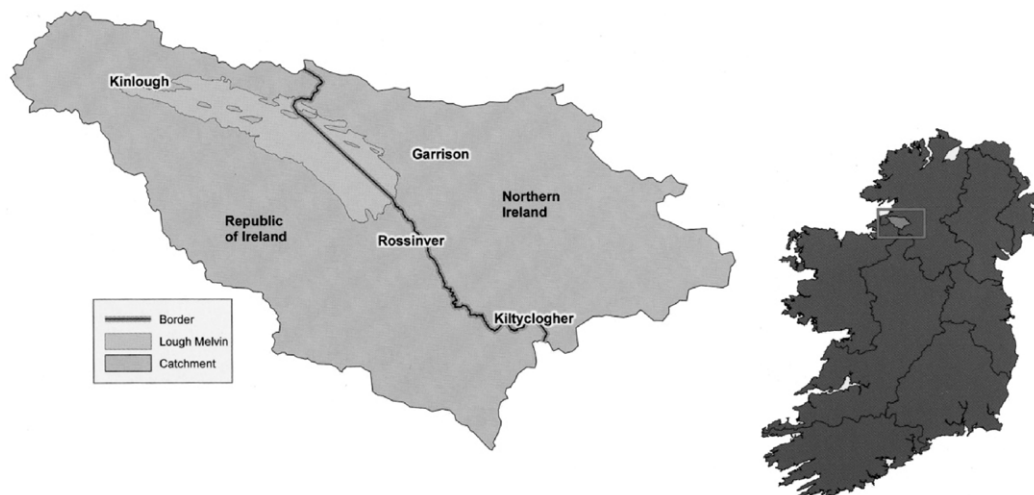 Kinlough
Garrison
Northern
Ireland
Republic
of Ireland
Rossinver
Kiltyclogher
Border
Lough Melvin
Catchment